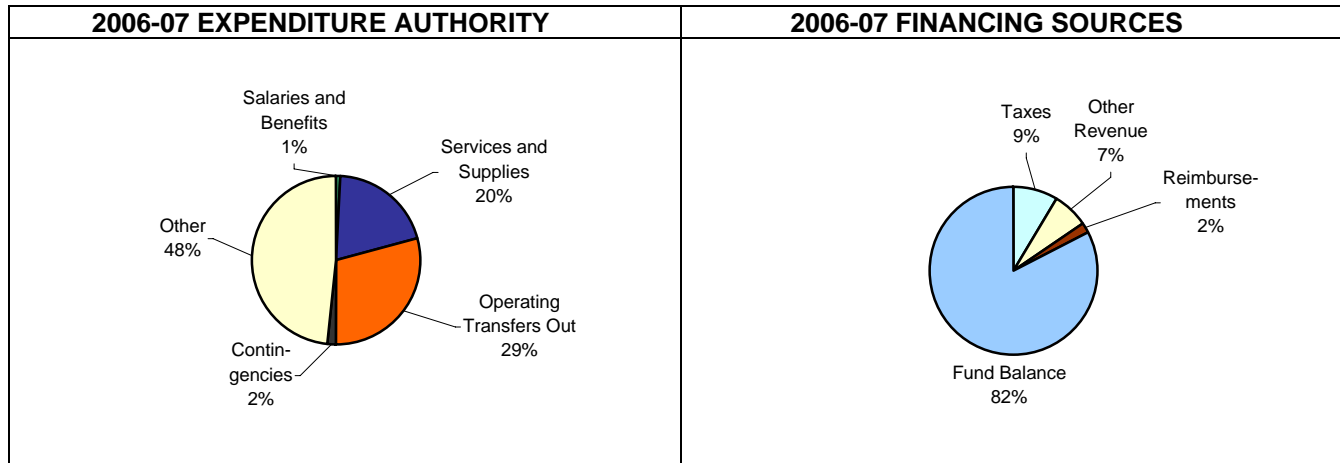 2006-07 EXPENDITURE AUTHORITY
Salaries and
Benefits
1%
Services and
Supplies
20%
Other
48%
Operating
Transfers Out
29%
Contin-
gencies
2%
2006-07 FINANCING SOURCES
Taxes
9%
Other
Revenue
7%
Reimburse-
ments
2%
Fund Balance
82%